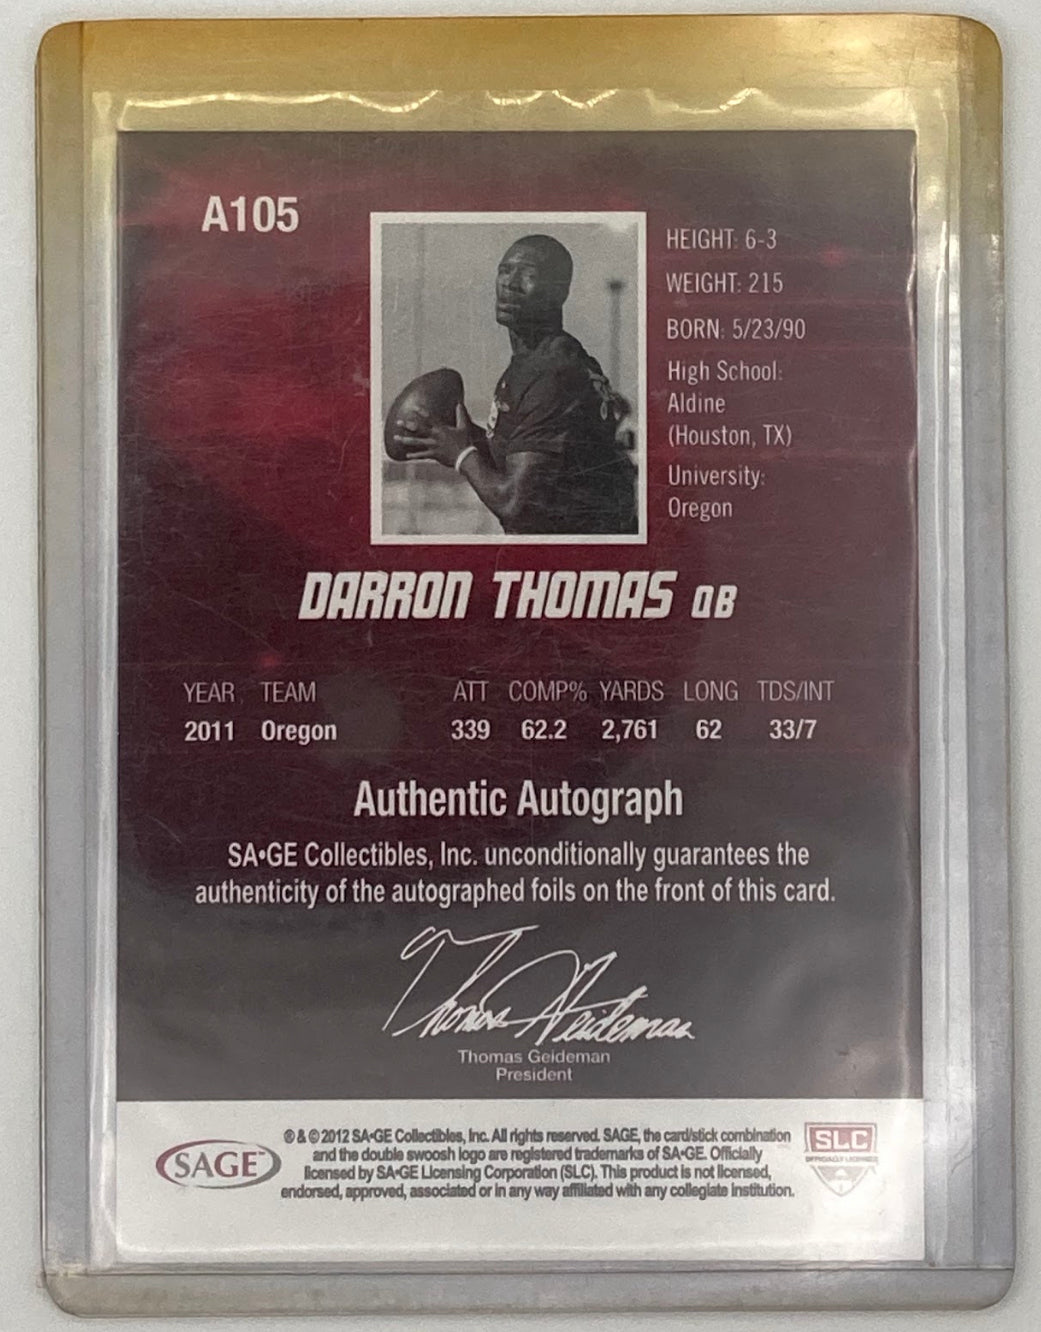 A105
HEIGHT: 6-3
WEIGHT: 215
BORN: 5/23/90
High School:
Aldine
(Houston, TX)
University:
Oregon
DARRON THOMAS QB
YEAR TEAM ATT COMP% YARDS LONG TDS/INT
2011 Oregon 339 62.2 2,761 62 33/7
Authentic Autograph
SA•GE Collectibles, Inc. unconditionally guarantees the
authenticity of the autographed foils on the front of this card.
Thomas Geideman
Thomas Geideman
President
SAGE™
® & © 2012 SA•GE Collectibles, Inc. All rights reserved. SAGE, the card/stick combination
and the double swoosh logo are registered trademarks of SA•GE. Officially
licensed by SA•GE Licensing Corporation (SLC). This product is not licensed,
endorsed, approved, associated or in any way affiliated with any collegiate institution.
SLC
OFFICIALLY LICENSED